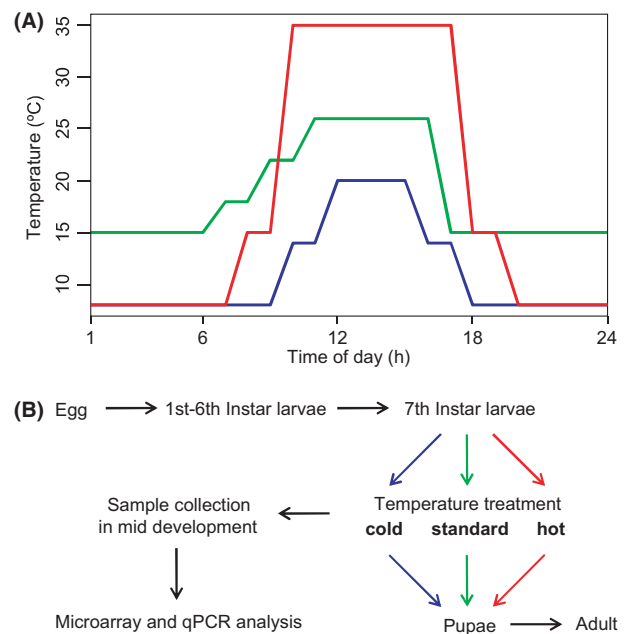 (A)
Temperature (ºC)
35
25
20
15
10
1 6 12 18 24
Time of day (h)
(B) Egg 1st-6th Instar larvae 7th Instar larvae
Sample collection
in mid development
Temperature treatment
cold standard hot
Microarray and qPCR analysis
Pupae Adult